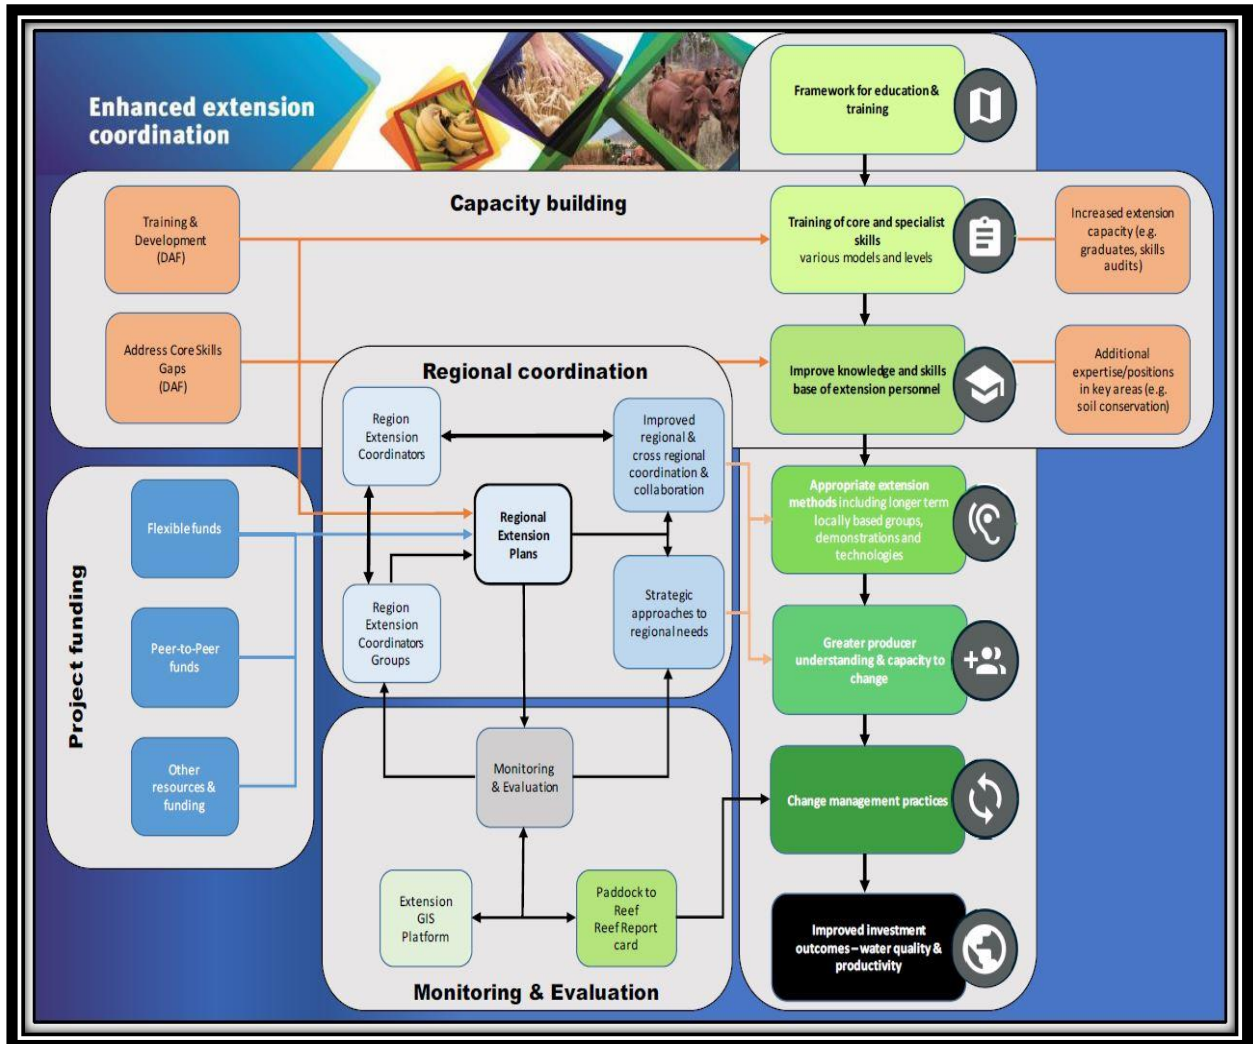 Enhanced extension
coordination
Framework for education &
training
Capacity building
Training &
Development
(DAF)
Training of core and specialist
skills
various models and levels
Increased extension
capacity (e.g.
graduates, skills
audits)
Address Core Skills
Gaps
(DAF)
Improve knowledge and skills
base of extension personnel
Additional
expertise/positions
in key areas (e.g.
soil conservation)
Regional coordination
Region
Extension
Coordinators
Improved
regional &
cross regional
coordination &
collaboration
Regional
Extension
Plans
Region
Extension
Coordinators
Groups
Strategic
approaches to
regional needs
Appropriate extension
methods including longer term
locally based groups,
demonstrations and
technologies
Greater producer
understanding & capacity to
change
Project funding
Flexible funds
Peer-to-Peer
funds
Other
resources &
funding
Monitoring
& Evaluation
Extension
GIS
Platform
Paddock to
Reef
Reef Report
card
Monitoring & Evaluation
Change management practices
Improved investment
outcomes – water quality &
productivity